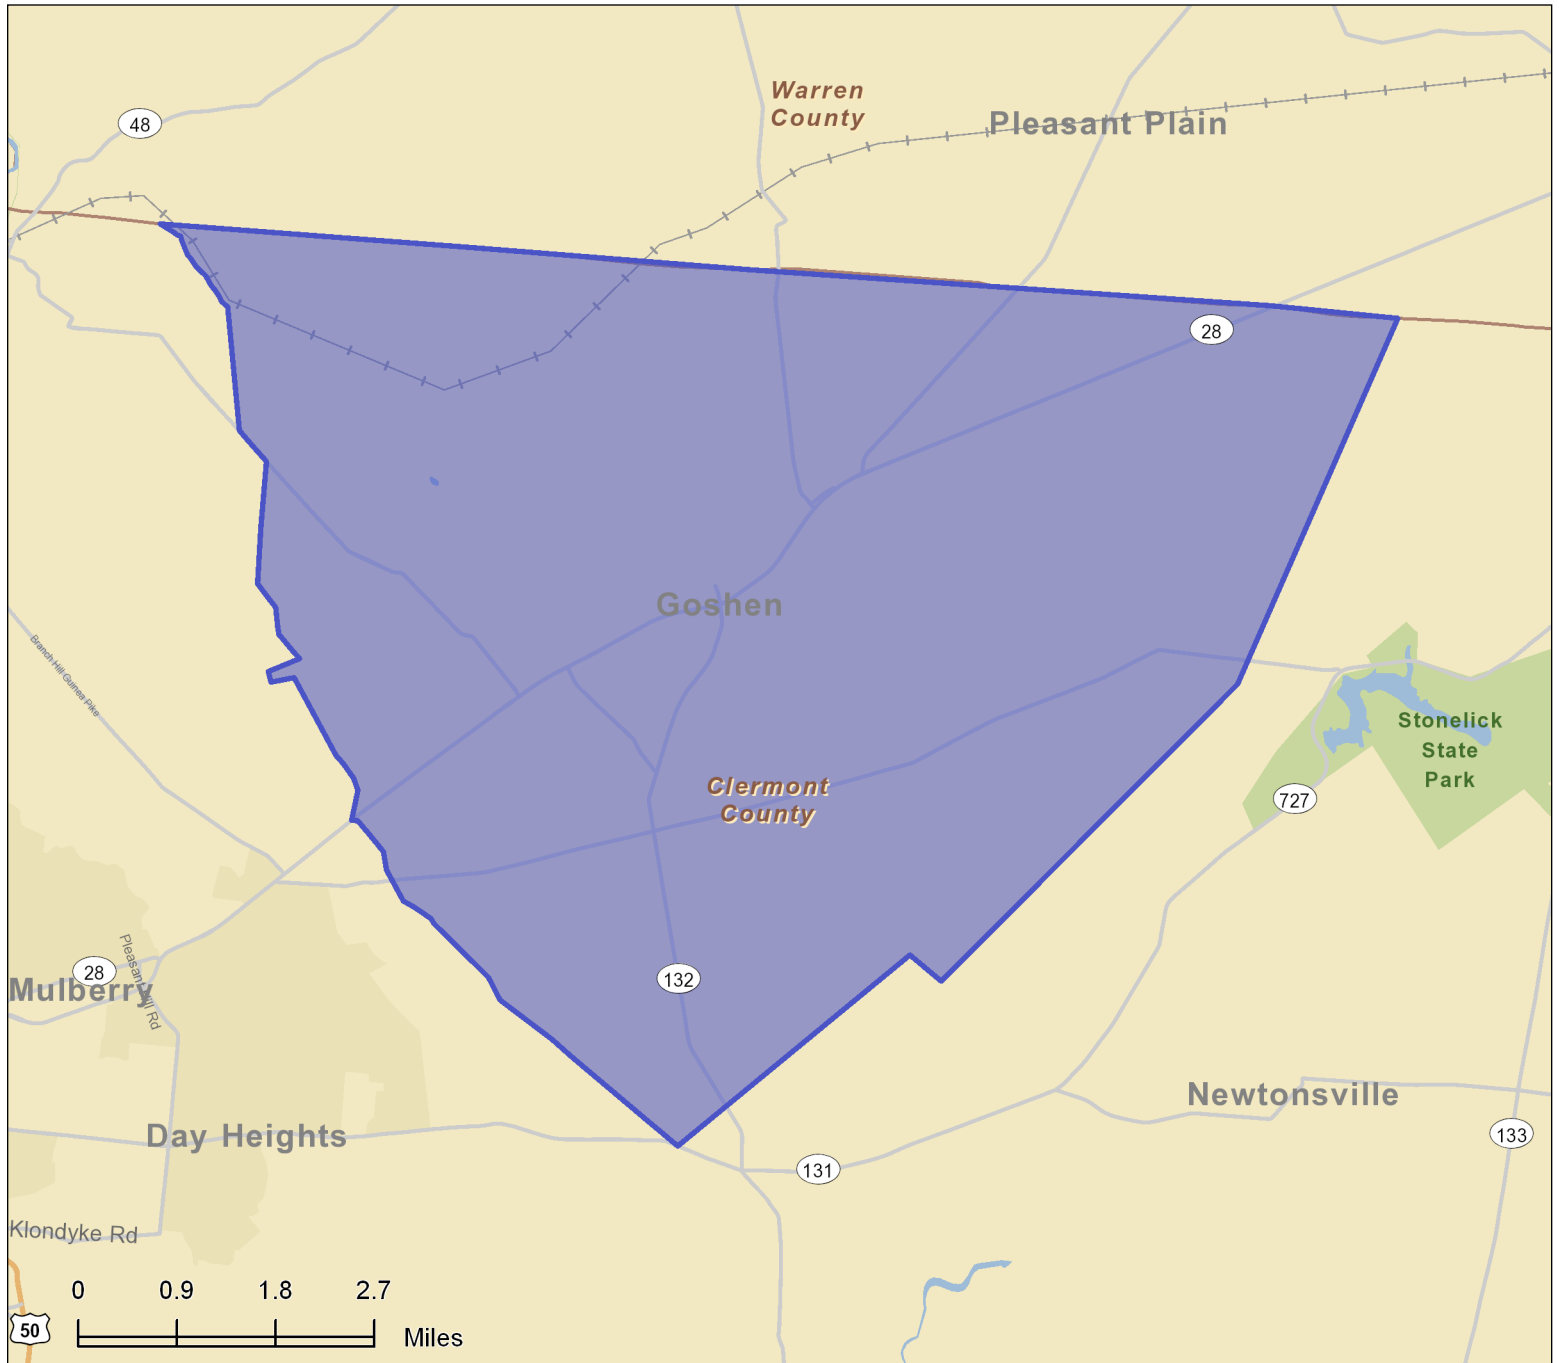 Warren
County
Pleasant Plain
48
28
Goshen
Branch Hill Guinea Pike
Stonelick
State
Park
Clermont
County
727
Pleasant Hill Rd
28
Mulberry
132
Newtonsville
Day Heights
133
131
Klondyke Rd
0 0.9 1.8 2.7
50
Miles